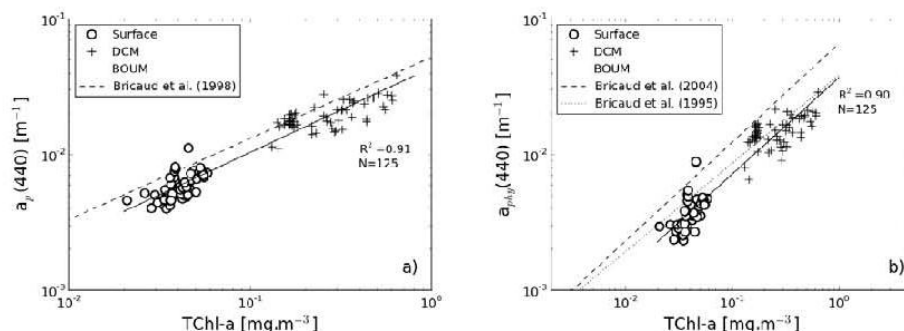 10⁻¹
Surface
DCM
BOUM
Bricaud et al. (1998)
a_p(440) [m⁻¹]
10⁻²
R²=0.91
N=125
a)
10⁻³
10⁻² 10⁻¹ 10⁰
TChl-a [mg.m⁻³]
10⁻¹
Surface
DCM
BOUM
Bricaud et al. (2004)
Bricaud et al. (1995)
a_phy(440) [m⁻¹]
10⁻²
R²=0.90
N=125
b)
10⁻³
10⁻² 10⁻¹ 10⁰
TChl-a [mg.m⁻³]